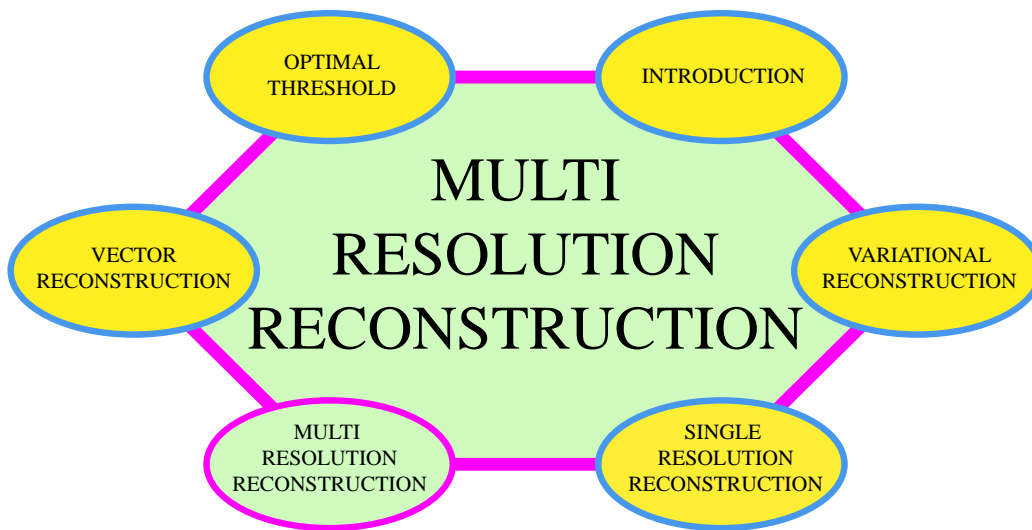 OPTIMAL
THRESHOLD
INTRODUCTION
MULTI
RESOLUTION
RECONSTRUCTION
VECTOR
RECONSTRUCTION
VARIATIONAL
RECONSTRUCTION
MULTI
RESOLUTION
RECONSTRUCTION
SINGLE
RESOLUTION
RECONSTRUCTION